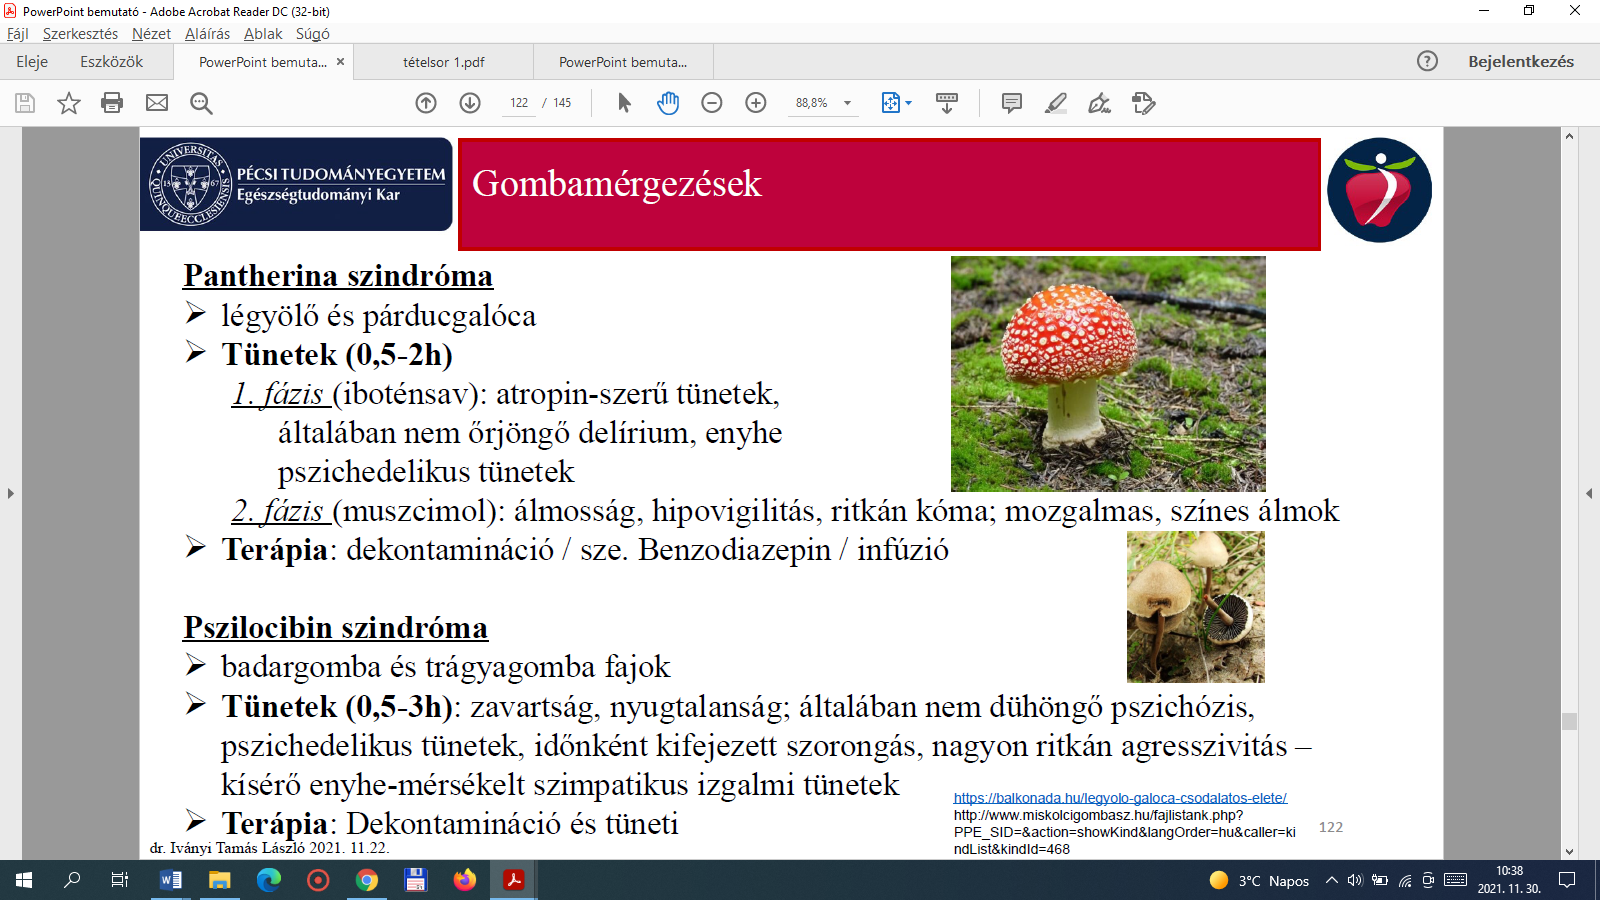 PowerPoint bemutató - Adobe Acrobat Reader DC (32-bit)
Fájl Szerkesztés Nézet Aláírás Ablak Súgó
Eleje Eszközök PowerPoint bemuta... × tételsor 1.pdf PowerPoint bemuta... ? Bejelentkezés
122 / 145 88,8%
UNIVERSITAS QUINQUEECCLESIENSIS
13 67
PÉCSI TUDOMÁNYEGYETEM
Egészségtudományi Kar
Gombamérgezések
Pantherina szindróma
légyölő és párducgalóca
Tünetek (0,5-2h)
1. fázis (iboténsav): atropin-szerű tünetek,
általában nem őrjöngő delírium, enyhe
pszichedelikus tünetek
2. fázis (muszcimol): álmosság, hipovigilitás, ritkán kóma; mozgalmas, színes álmok
Terápia: dekontamináció / sze. Benzodiazepin / infúzió
Pszilocibin szindróma
badargomba és trágyagomba fajok
Tünetek (0,5-3h): zavartság, nyugtalanság; általában nem dühöngő pszichózis,
pszichedelikus tünetek, időnként kifejezett szorongás, nagyon ritkán agresszivitás –
kísérő enyhe-mérsékelt szimpatikus izgalmi tünetek
Terápia: Dekontamináció és tüneti
https://balkonada.hu/legyolo-galoca-csodalatos-elete/
http://www.miskolcigombasz.hu/fajlistank.php?
PPE_SID=&action=showKind&langOrder=hu&caller=ki
ndList&kindId=468
122
dr. Iványi Tamás László 2021. 11.22.
3°C Napos
10:38
2021. 11. 30.